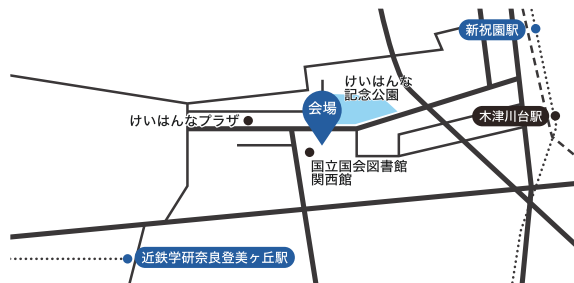 新祝園駅
けいはんな
記念公園
会場
木津川台駅
けいはんなプラザ
国立国会図書館
関西館
近鉄学研奈良登美ヶ丘駅